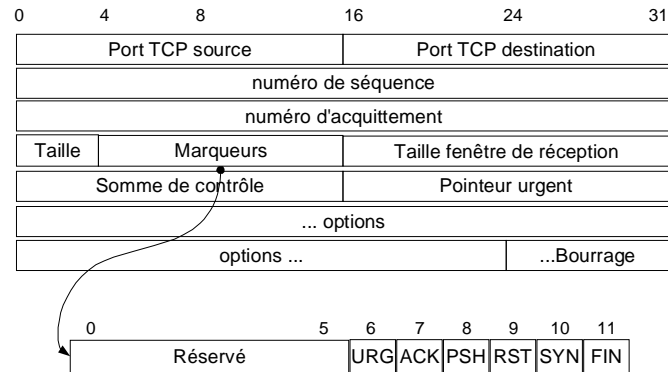 0 4 8 16 24 31
Port TCP source Port TCP destination
numéro de séquence
numéro d'acquittement
Taille Marqueurs Taille fenêtre de réception
Somme de contrôle Pointeur urgent
... options
options ... ...Bourrage
0 5 6 7 8 9 10 11
Réservé URG ACK PSH RST SYN FIN